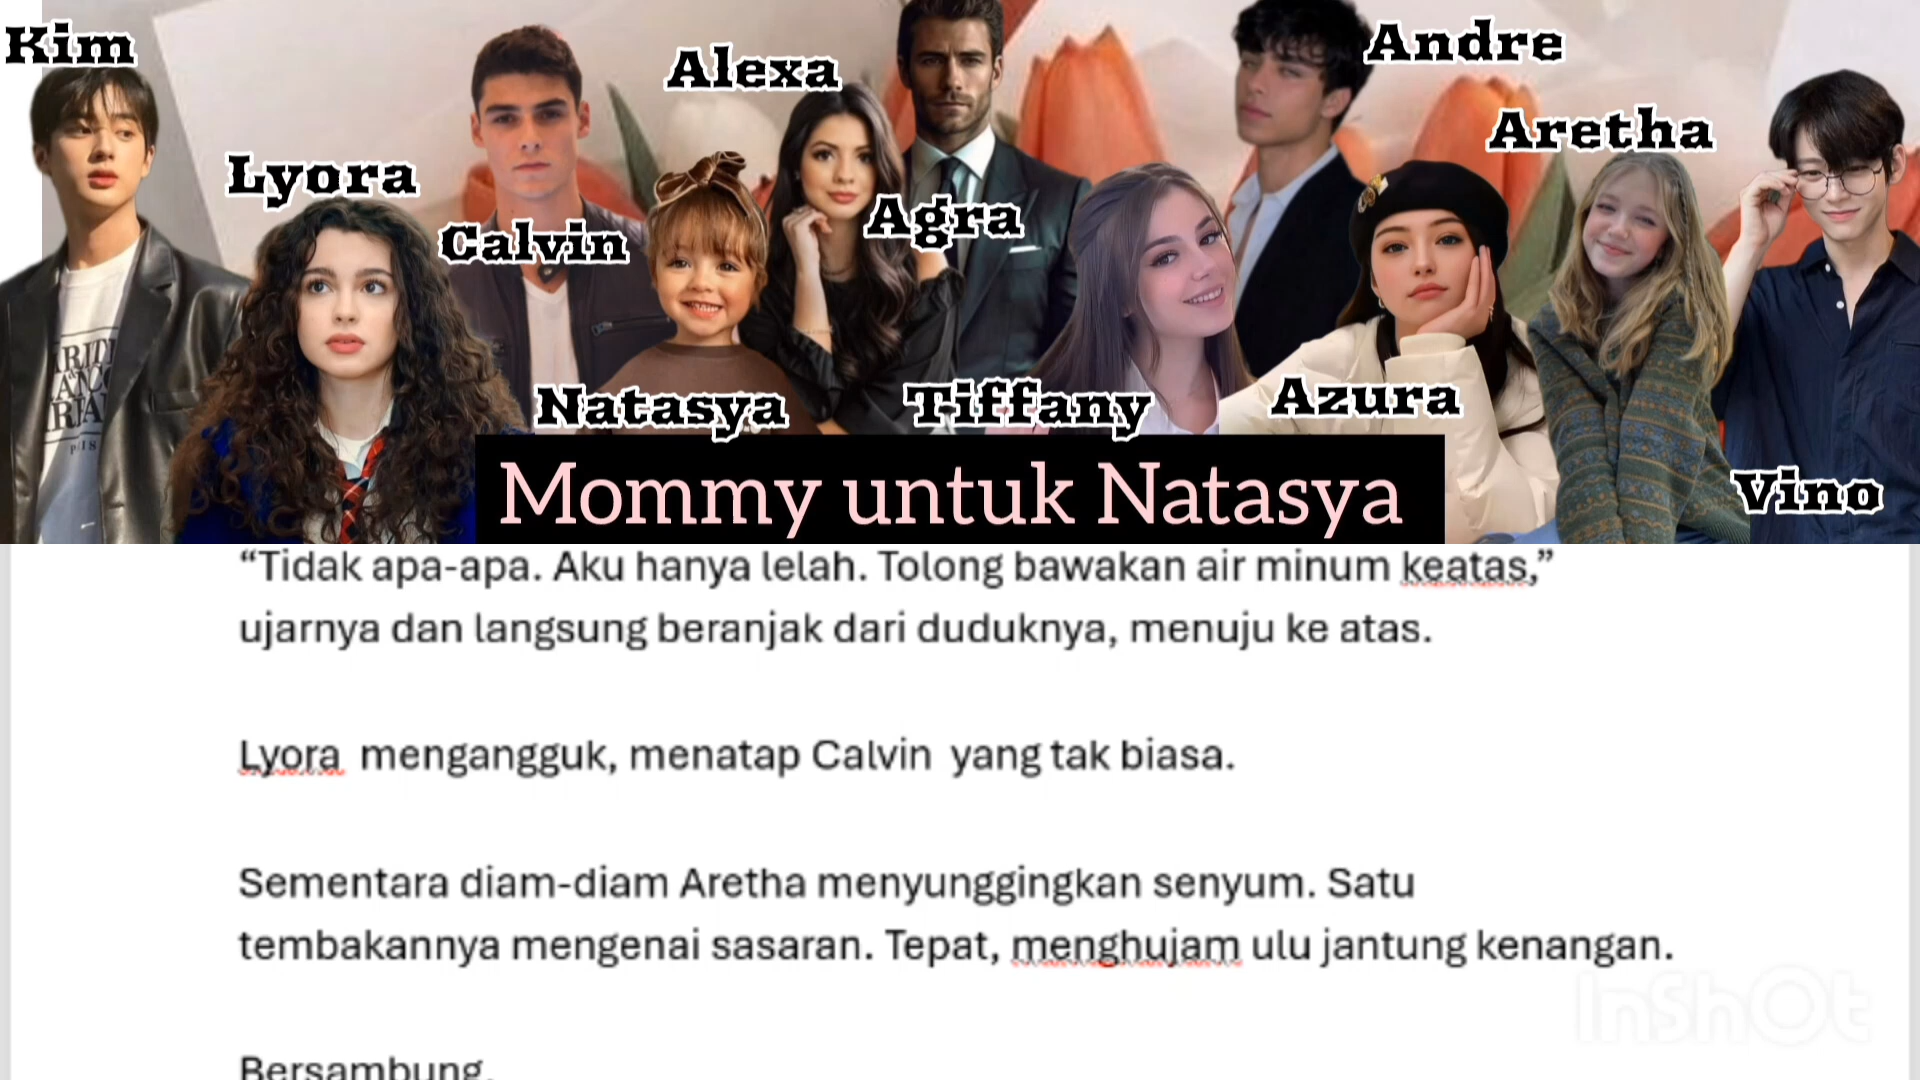 Kim
Alexa
Andre
Lyora
Aretha
Calvin
Agra
Natasya
Tiffany
Azura
Vino
Mommy untuk Natasya
“Tidak apa-apa. Aku hanya lelah. Tolong bawakan air minum keatas,”
ujarnya dan langsung beranjak dari duduknya, menuju ke atas.
Lyora  mengangguk, menatap Calvin  yang tak biasa.
Sementara diam-diam Aretha menyunggingkan senyum. Satu
tembakannya mengenai sasaran. Tepat, menghujam ulu jantung kenangan.
Bersambung.
InShOt